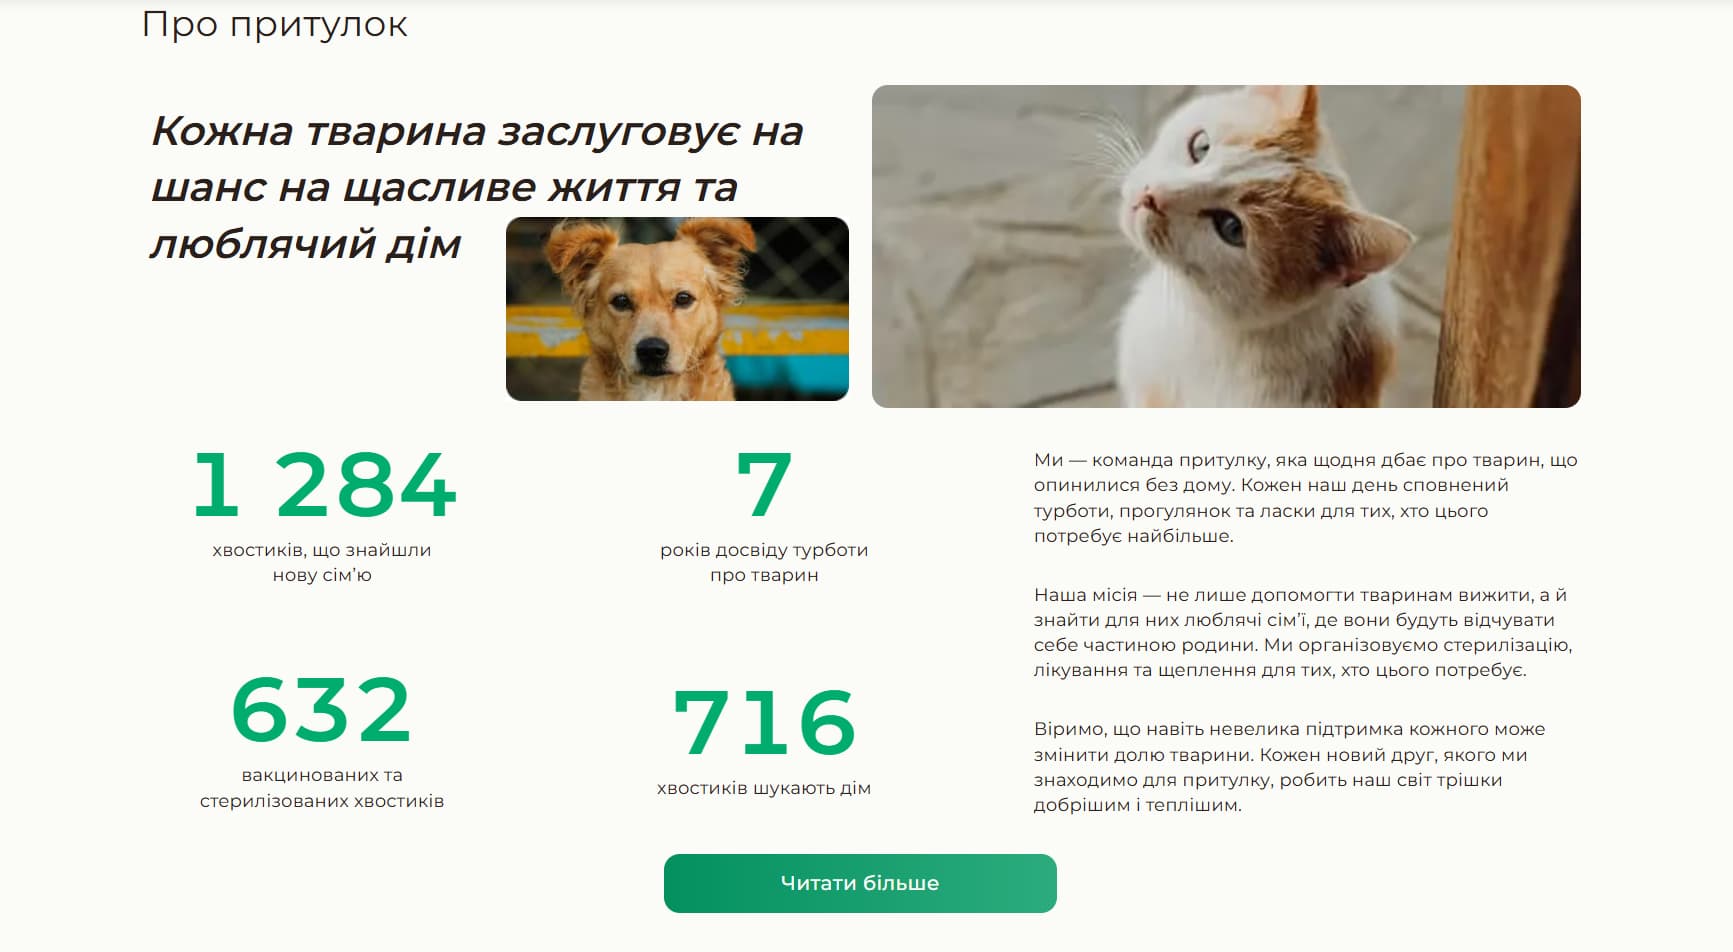 Про притулок
Кожна тварина заслуговує на
шанс на щасливе життя та
люблячий дім
1 284
хвостиків, що знайшли
нову сім’ю
7
років досвіду турботи
про тварин
632
вакцинованих та
стерилізованих хвостиків
716
хвостиків шукають дім
Ми — команда притулку, яка щодня дбає про тварин, що
опинилися без дому. Кожен наш день сповнений
турботи, прогулянок та ласки для тих, хто цього
потребує найбільше.
Наша місія — не лише допомогти тваринам вижити, а й
знайти для них люблячі сім’ї, де вони будуть відчувати
себе частиною родини. Ми організовуємо стерилізацію,
лікування та щеплення для тих, хто цього потребує.
Віримо, що навіть невелика підтримка кожного може
змінити долю тварини. Кожен новий друг, якого ми
знаходимо для притулку, робить наш світ трішки
добрішим і теплішим.
Читати більше